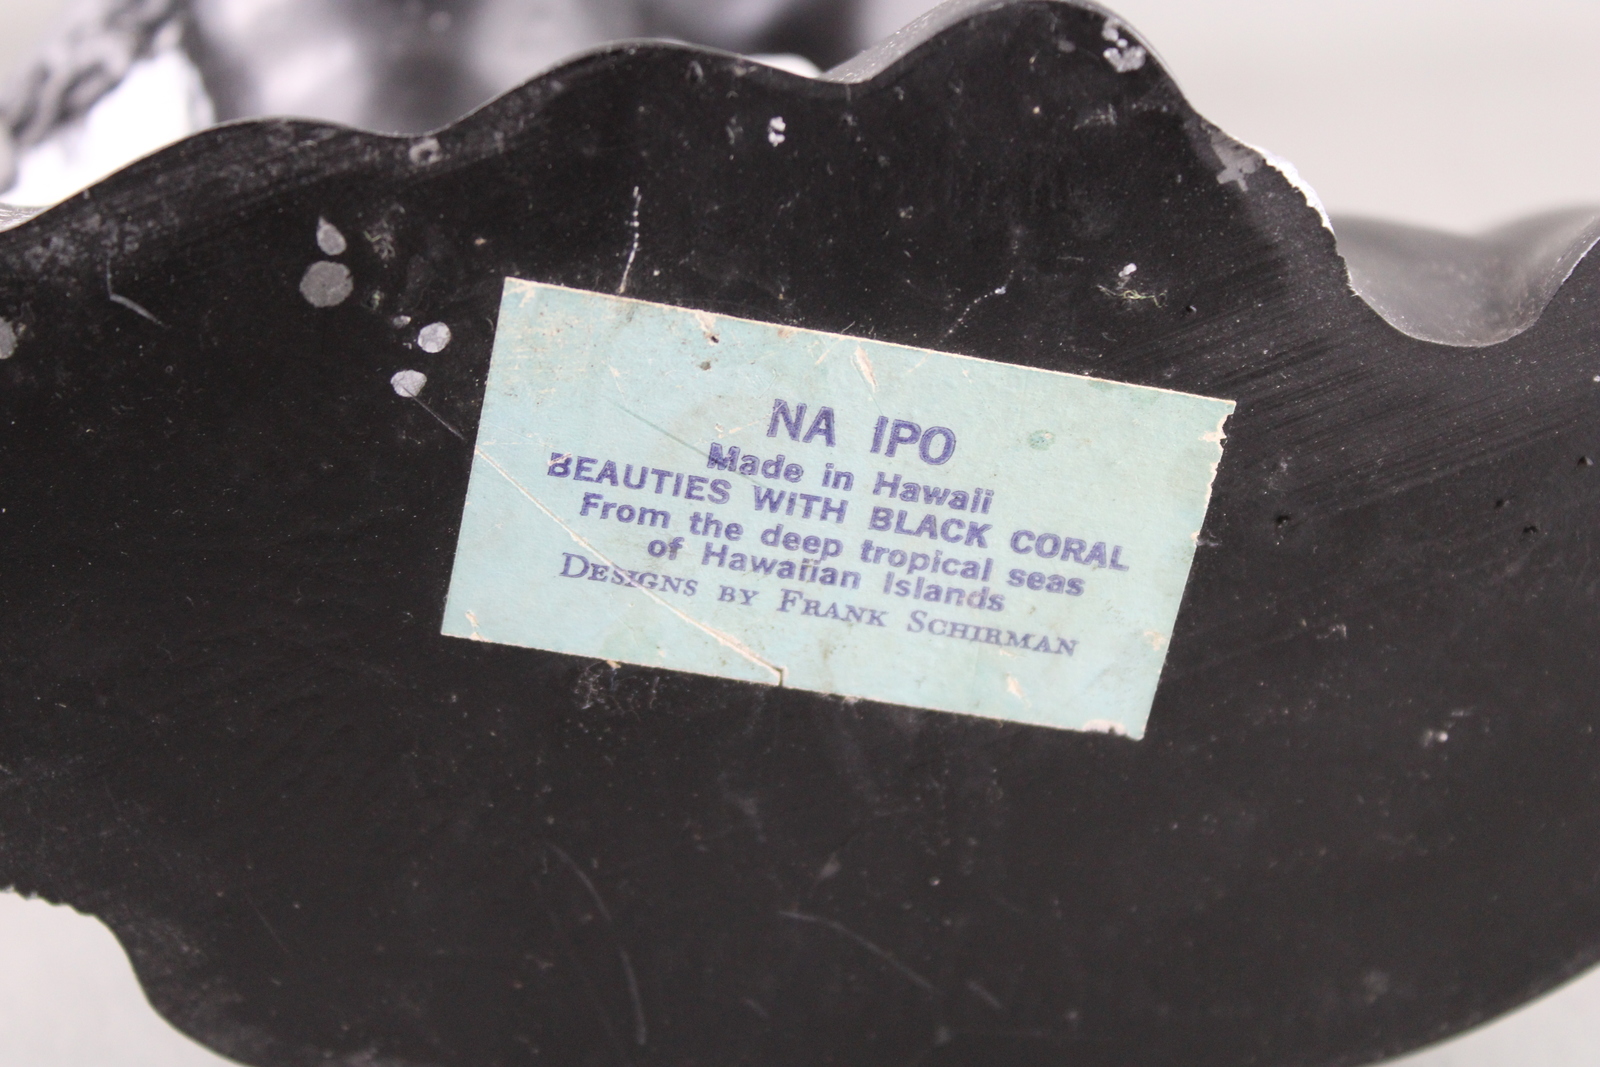 NA IPO
Made in Hawaii
BEAUTIES WITH BLACK CORAL
From the deep tropical seas
of Hawaiian Islands
DESIGNS BY FRANK SCHIRMAN